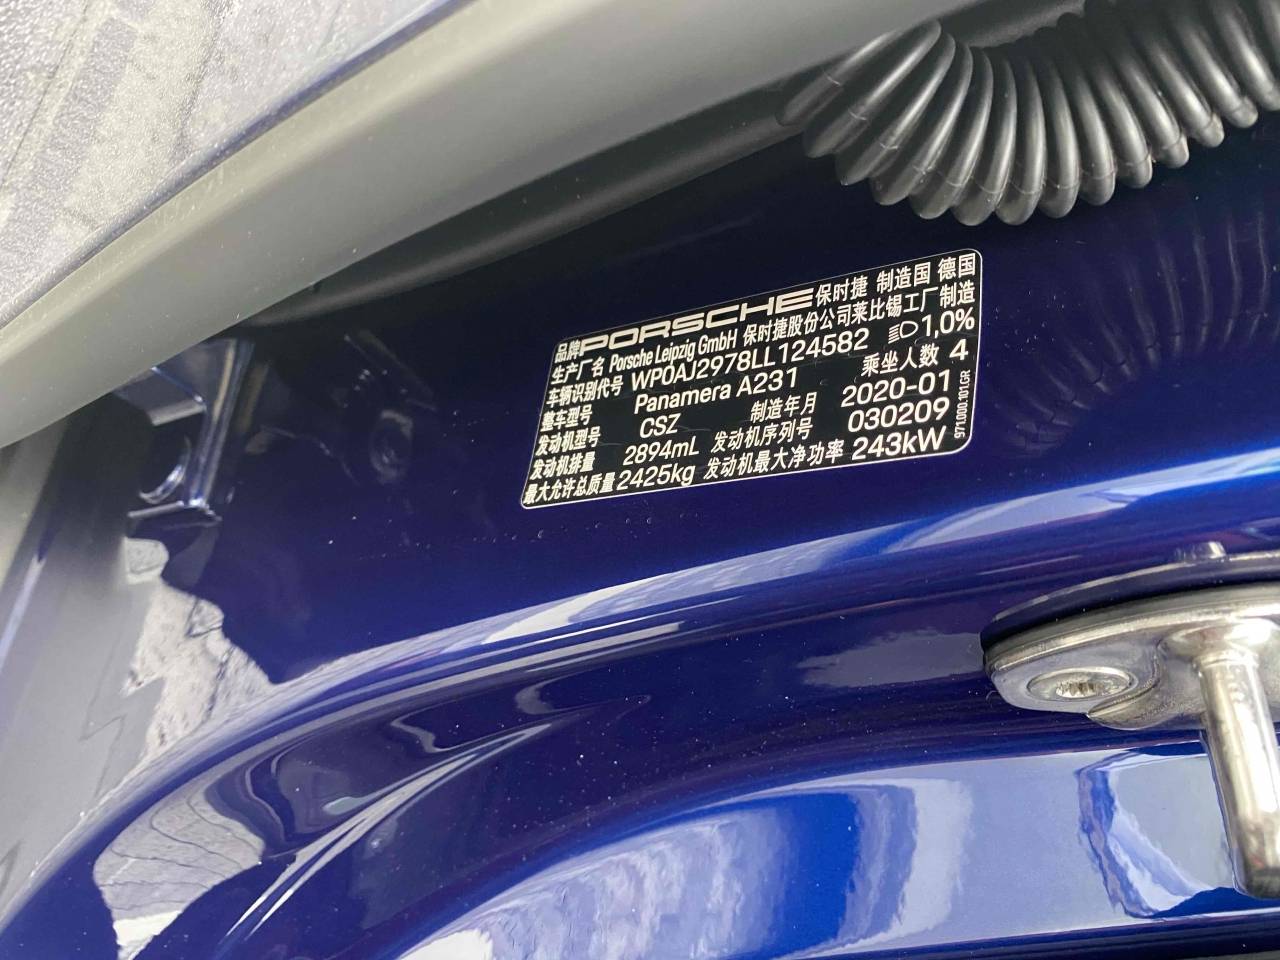 品牌 PORSCHE 保时捷 制造国 德国
生产厂名 Porsche Leipzig GmbH 保时捷股份公司莱比锡工厂制造
车辆识别代号 WP0AJ2978LL124582 1,0%
整车型号 Panamera A231 乘坐人数 4
发动机型号 CSZ 制造年月 2020-01
发动机排量 2894mL 发动机序列号 030209
最大允许总质量 2425kg 发动机最大净功率 243kW
971.000.101.GR